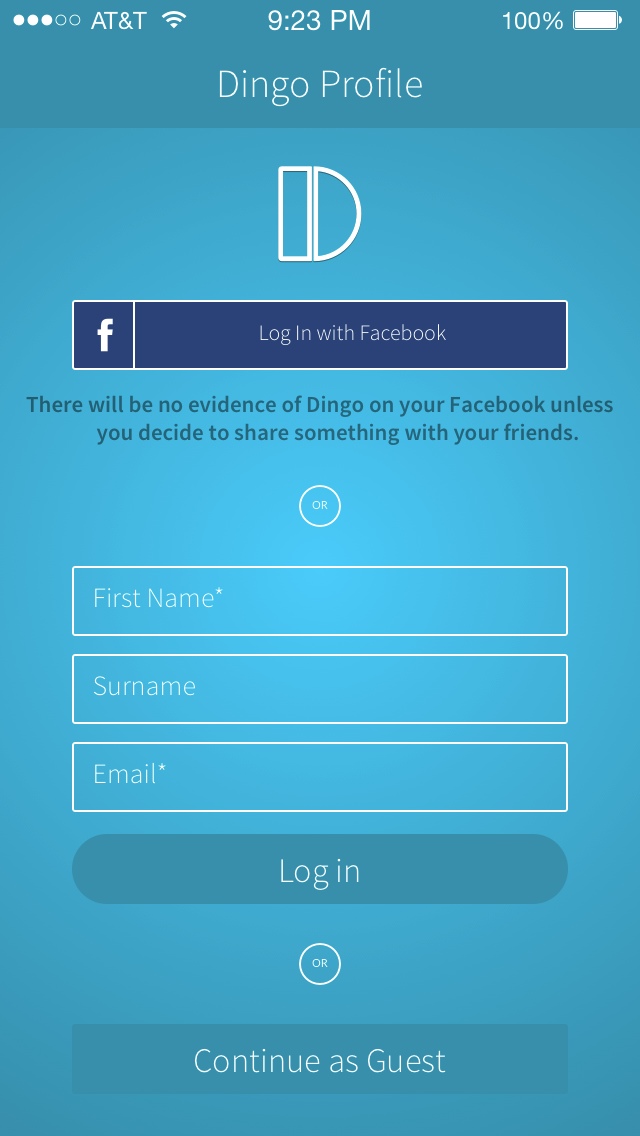 AT&T 9:23 PM 100%
Dingo Profile
D
f Log In with Facebook
There will be no evidence of Dingo on your Facebook unless
you decide to share something with your friends.
OR
First Name*
Surname
Email*
Log in
OR
Continue as Guest